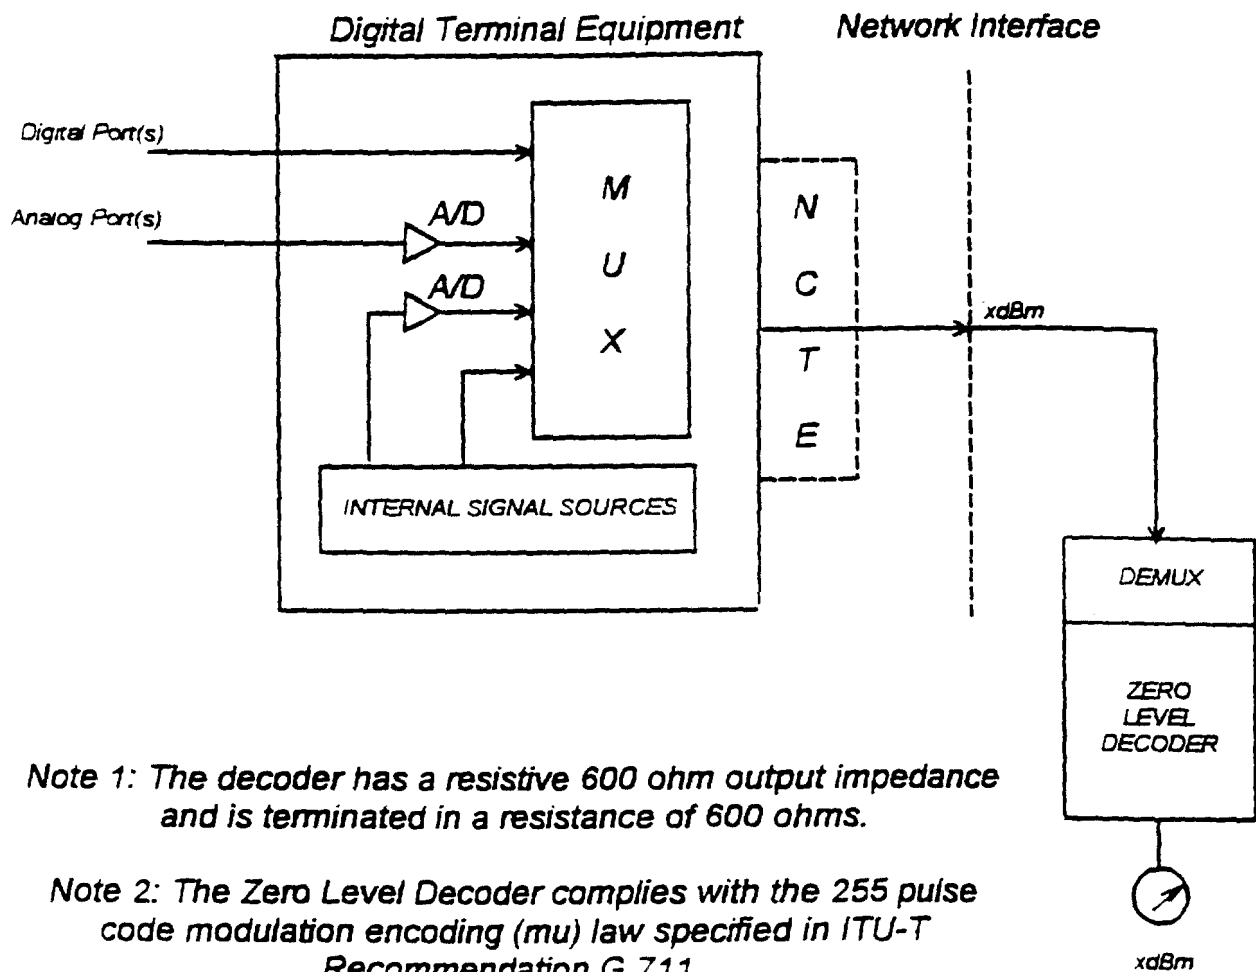 Digital Terminal Equipment
Network Interface
Digital Port(s)
Analog Port(s)
A/D
A/D
M
U
X
N
C
T
E
xdBm
INTERNAL SIGNAL SOURCES
DEMUX
ZERO
LEVEL
DECODER
Note 1: The decoder has a resistive 600 ohm output impedance
and is terminated in a resistance of 600 ohms.
Note 2: The Zero Level Decoder complies with the 255 pulse
code modulation encoding (mu) law specified in ITU-T
Recommendation G.711
xdBm